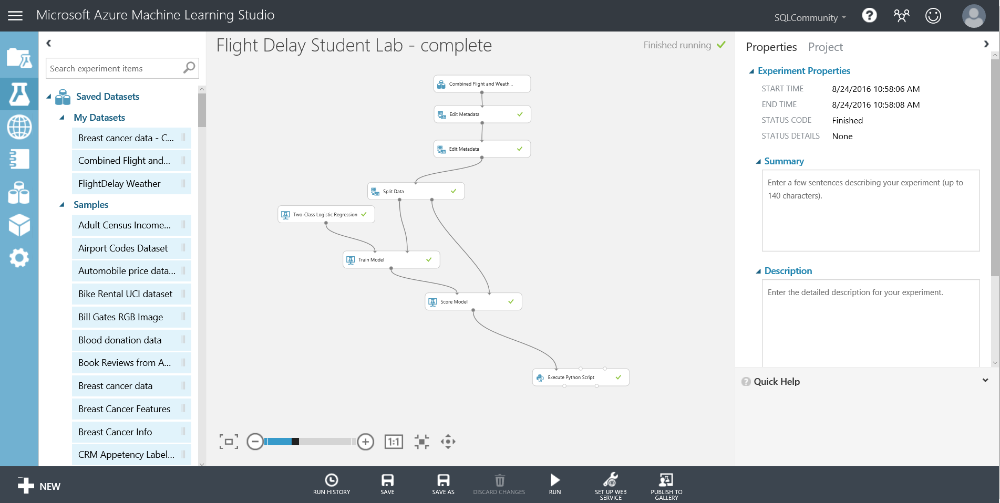 Microsoft Azure Machine Learning Studio
SQLCommunity
?
Search experiment items
Saved Datasets
My Datasets
Breast cancer data - C...
Combined Flight and...
FlightDelay Weather
Samples
Adult Census Income...
Airport Codes Dataset
Automobile price data...
Bike Rental UCI dataset
Bill Gates RGB Image
Blood donation data
Book Reviews from A...
Breast cancer data
Breast Cancer Features
Breast Cancer Info
CRM Appetency Label...
Flight Delay Student Lab - complete
Finished running
Combined Flight and Weath...
Edit Metadata
Edit Metadata
Split Data
Two-Class Logistic Regression
Train Model
Score Model
Execute Python Script
1:1
Properties Project
Experiment Properties
START TIME 8/24/2016 10:58:06 AM
END TIME 8/24/2016 10:58:08 AM
STATUS CODE Finished
STATUS DETAILS None
Summary
Enter a few sentences describing your experiment (up to
140 characters).
Description
Enter the detailed description for your experiment.
? Quick Help
NEW
RUN HISTORY
SAVE
SAVE AS
DISCARD CHANGES
RUN
SET UP WEB
SERVICE
PUBLISH TO
GALLERY